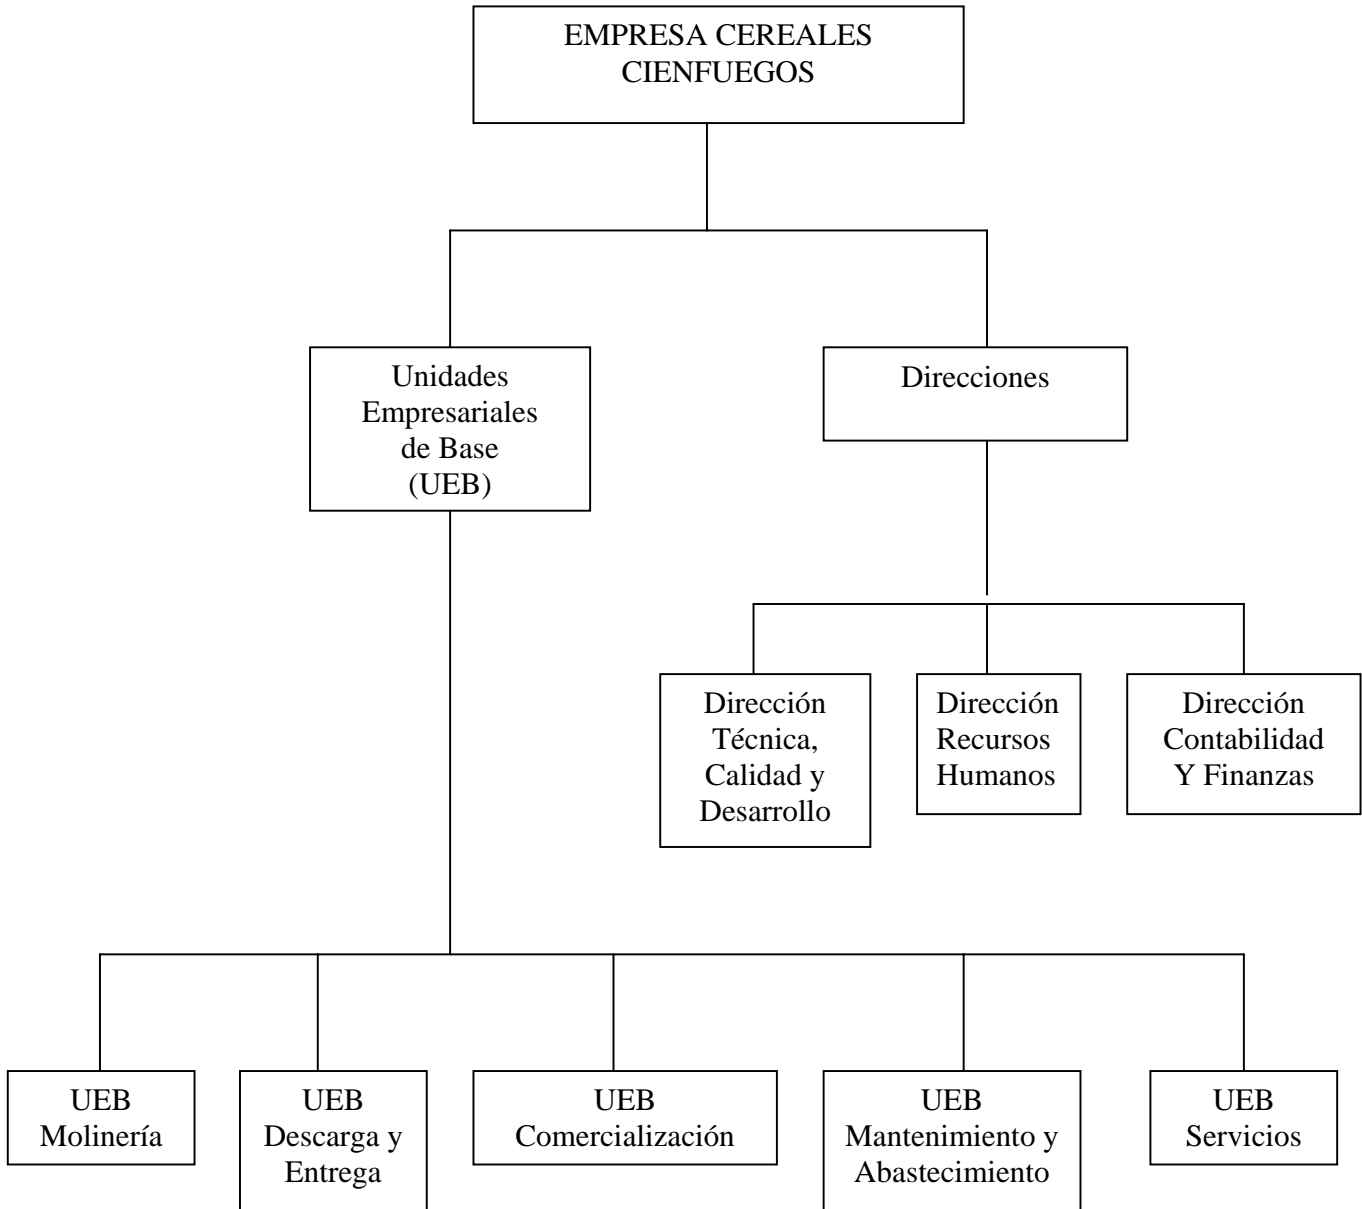 EMPRESA CEREALES
CIENFUEGOS
Unidades
Empresariales
de Base
(UEB)
Direcciones
Dirección
Técnica,
Calidad y
Desarrollo
Dirección
Recursos
Humanos
Dirección
Contabilidad
Y Finanzas
UEB
Molinería
UEB
Descarga y
Entrega
UEB
Comercialización
UEB
Mantenimiento y
Abastecimiento
UEB
Servicios